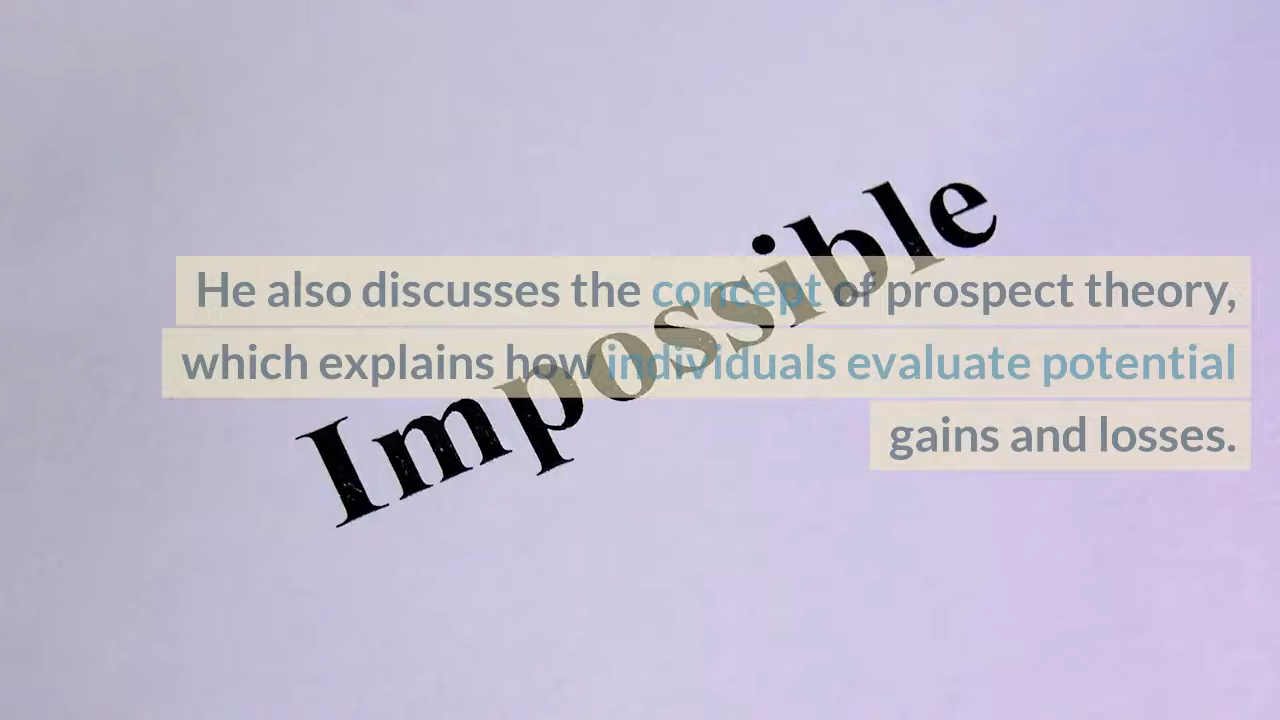 Impossible
He also discusses the concept of prospect theory,
which explains how individuals evaluate potential
gains and losses.